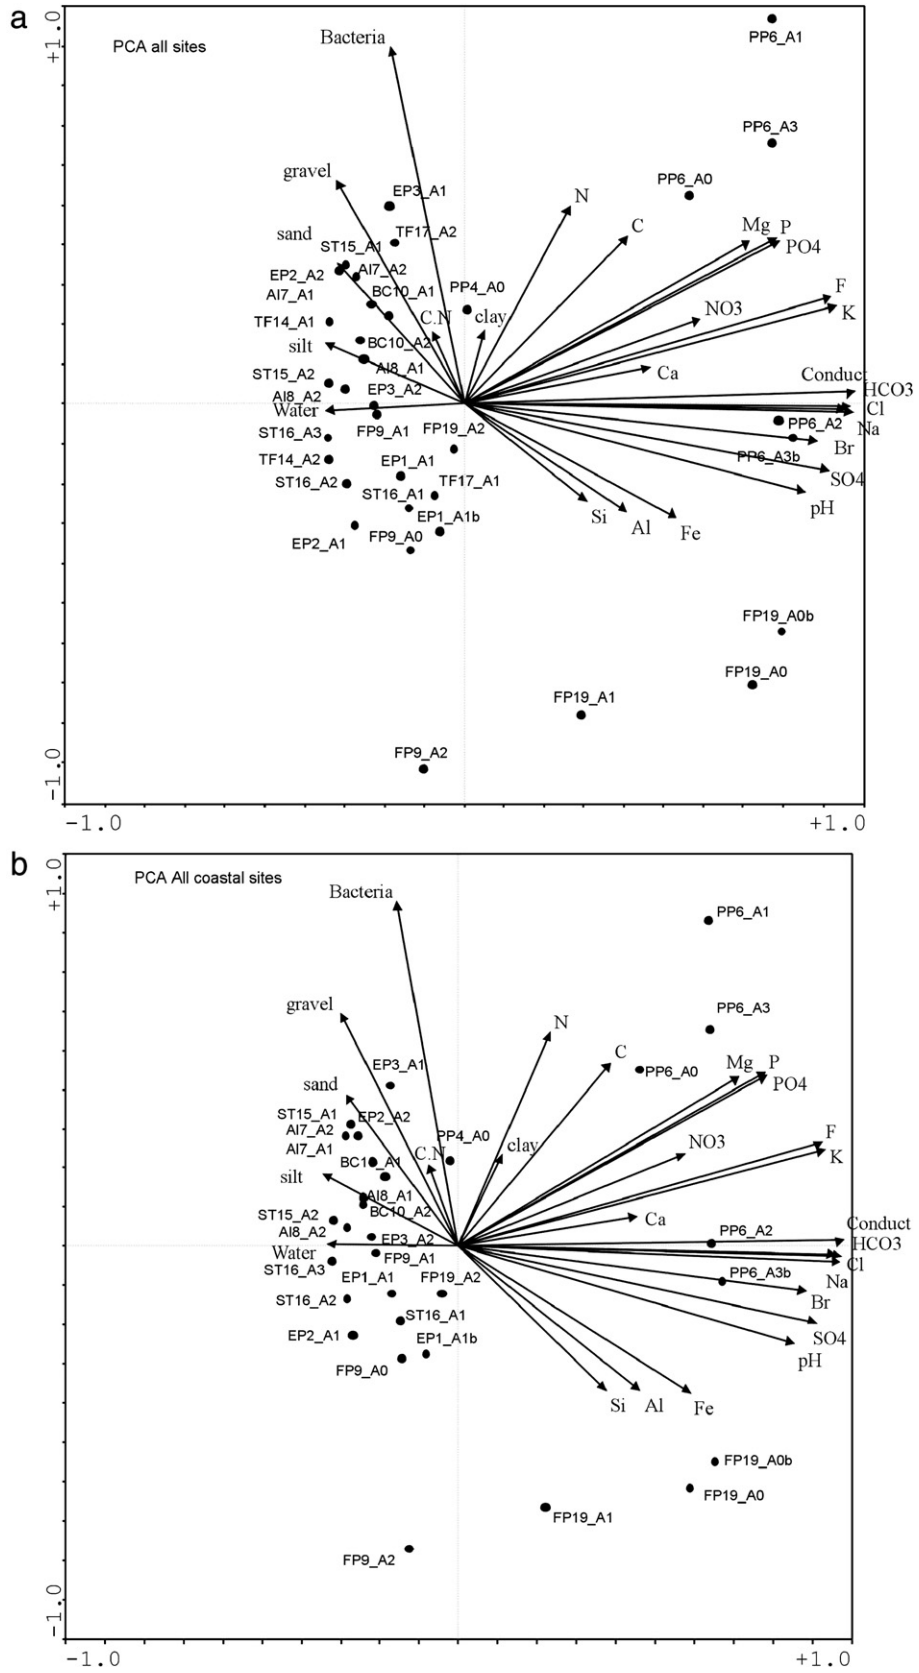 a
+1.0
PCA all sites
Bacteria
PP6_A1
PP6_A3
gravel
EP3_A1
N
PP6_A0
sand
TF17_A2
C
Mg
P
ST15_A1
PO4
EP2_A2
AI7_A2
AI7_A1
BC10_A1
PP4_A0
F
TF14_A1
C.N
clay
NO3
K
silt
BC10_A2
AI8_A1
Ca
Conduct
ST15_A2
AI8_A2
EP3_A2
HCO3
Water
Cl
ST16_A3
FP9_A1
FP19_A2
PP6_A2
Na
Br
TF14_A2
EP1_A1
PP6_A3b
ST16_A2
TF17_A1
SO4
ST16_A1
EP1_A1b
Si
pH
EP2_A1
FP9_A0
Al
Fe
FP19_A0b
FP19_A0
FP19_A1
FP9_A2
-1.0
-1.0
+1.0
b
+1.0
PCA All coastal sites
Bacteria
PP6_A1
gravel
PP6_A3
N
C
EP3_A1
PP6_A0
Mg
P
sand
PO4
ST15_A1
EP2_A2
AI7_A2
PP4_A0
F
AI7_A1
C.N
clay
NO3
BC10_A1
K
silt
AI8_A1
BC10_A2
ST15_A2
Ca
AI8_A2
EP3_A2
PP6_A2
Conduct
Water
FP9_A1
HCO3
ST16_A3
Cl
EP1_A1
FP19_A2
PP6_A3b
Na
ST16_A2
Br
ST16_A1
EP2_A1
EP1_A1b
SO4
FP9_A0
pH
Si
Al
Fe
FP19_A0b
FP19_A0
FP19_A1
FP9_A2
-1.0
-1.0
+1.0